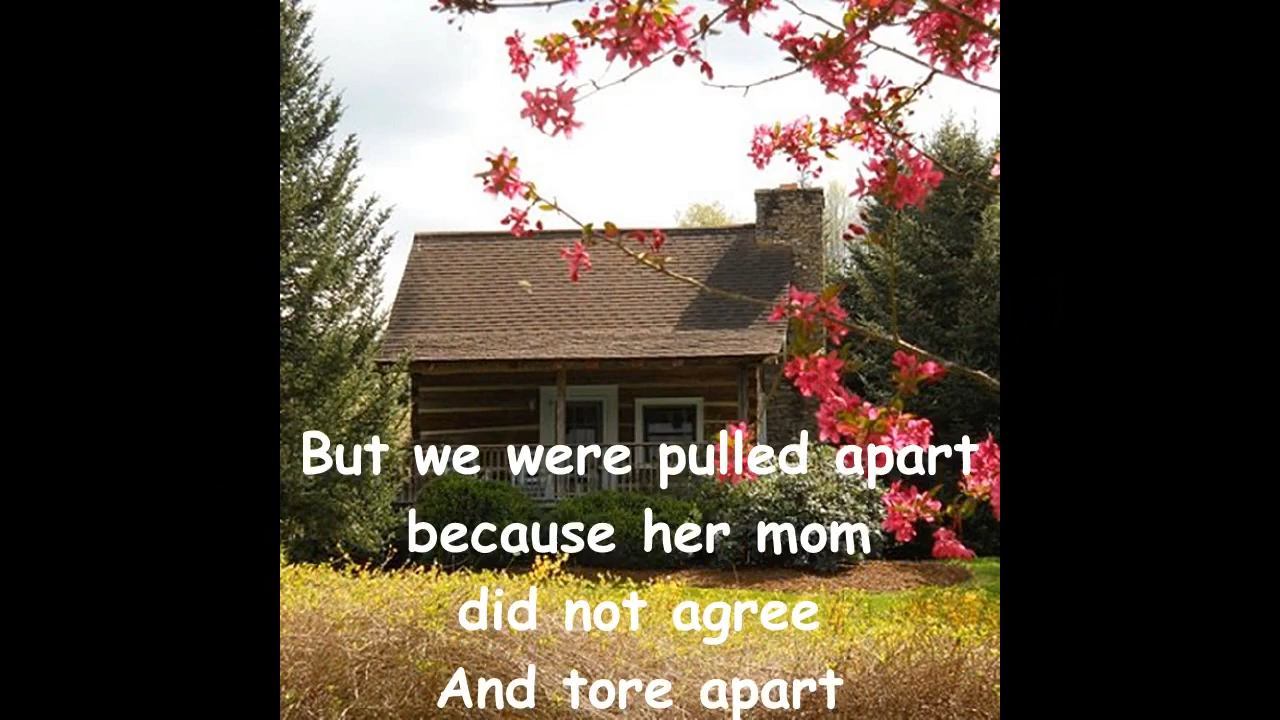 But we were pulled apart
because her mom
did not agree
And tore apart